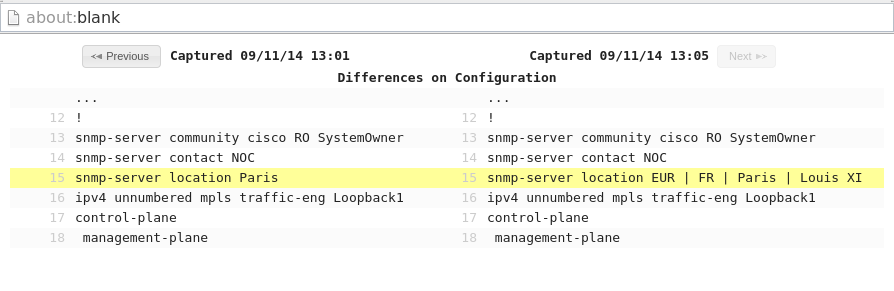 about:blank
Previous Captured 09/11/14 13:01 Captured 09/11/14 13:05 Next
Differences on Configuration
... ...
12 ! 12 !
13 snmp-server community cisco RO SystemOwner 13 snmp-server community cisco RO SystemOwner
14 snmp-server contact NOC 14 snmp-server contact NOC
15 snmp-server location Paris 15 snmp-server location EUR | FR | Paris | Louis XI
16 ipv4 unnumbered mpls traffic-eng Loopback1 16 ipv4 unnumbered mpls traffic-eng Loopback1
17 control-plane 17 control-plane
18 management-plane 18 management-plane